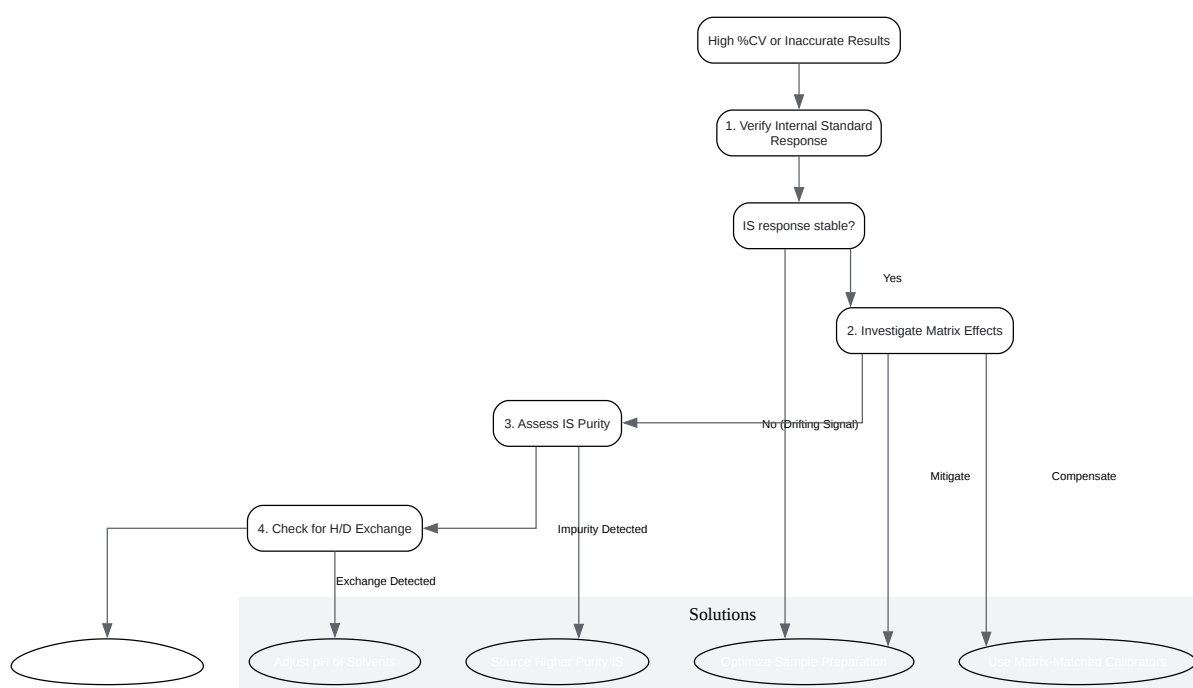 High %CV or Inaccurate Results
1. Verify Internal Standard
Response
IS response stable?
Yes
2. Investigate Matrix Effects
3. Assess IS Purity
No (Drifting Signal)
Mitigate
Compensate
4. Check for H/D Exchange
Impurity Detected
Exchange Detected
Solutions
Adjust pH of Solvents
Source Higher Purity IS
Optimize Sample Preparation
Use Matrix-Matched Calibrators